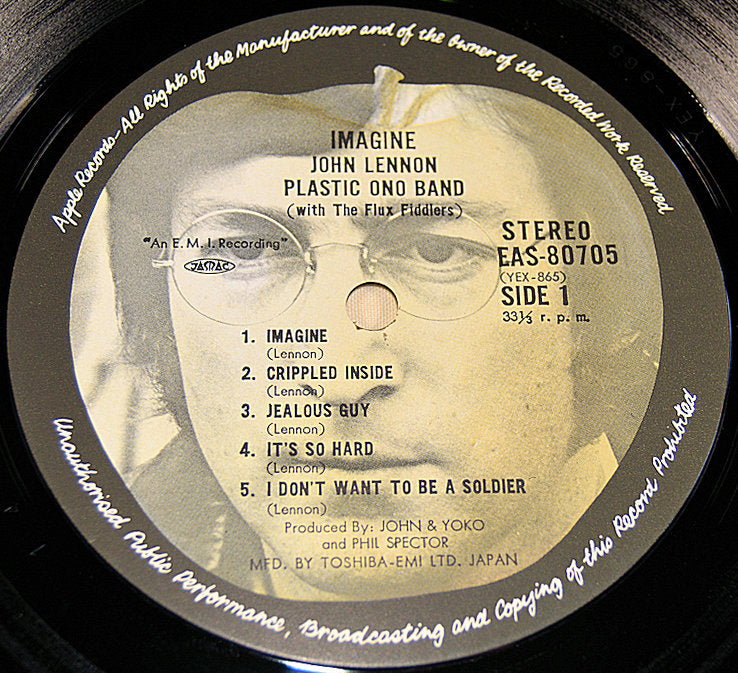 Apple Records-All Rights of the Manufacturer and of the Owner of the Recorded Work Reserved
IMAGINE
JOHN LENNON
PLASTIC ONO BAND
(with The Flux Fiddlers)
"An E. M. I. Recording"
JASRAC
STEREO
EAS-80705
(YEX-865)
SIDE 1
33⅓ r. p. m.
1. IMAGINE
(Lennon)
2. CRIPPLED INSIDE
(Lennon)
3. JEALOUS GUY
(Lennon)
4. IT'S SO HARD
(Lennon)
5. I DON'T WANT TO BE A SOLDIER
(Lennon)
Produced By: JOHN & YOKO
and PHIL SPECTOR
MFD. BY TOSHIBA-EMI LTD. JAPAN
Unauthorised Public Performance, Broadcasting and Copying of this Record Prohibited
YEX-865